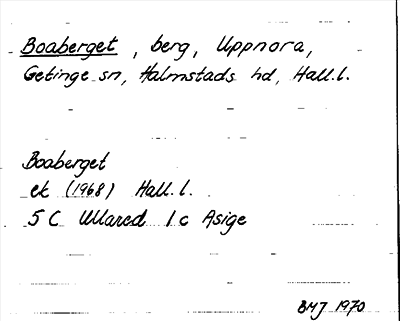 Boaberget, berg, Uppnora,
Getinge sn, Halmstads hd, Hall.l.
Boaberget
ek (1968) Hall.l.
5 C Ullared 1 c Asige
BMJ 1970